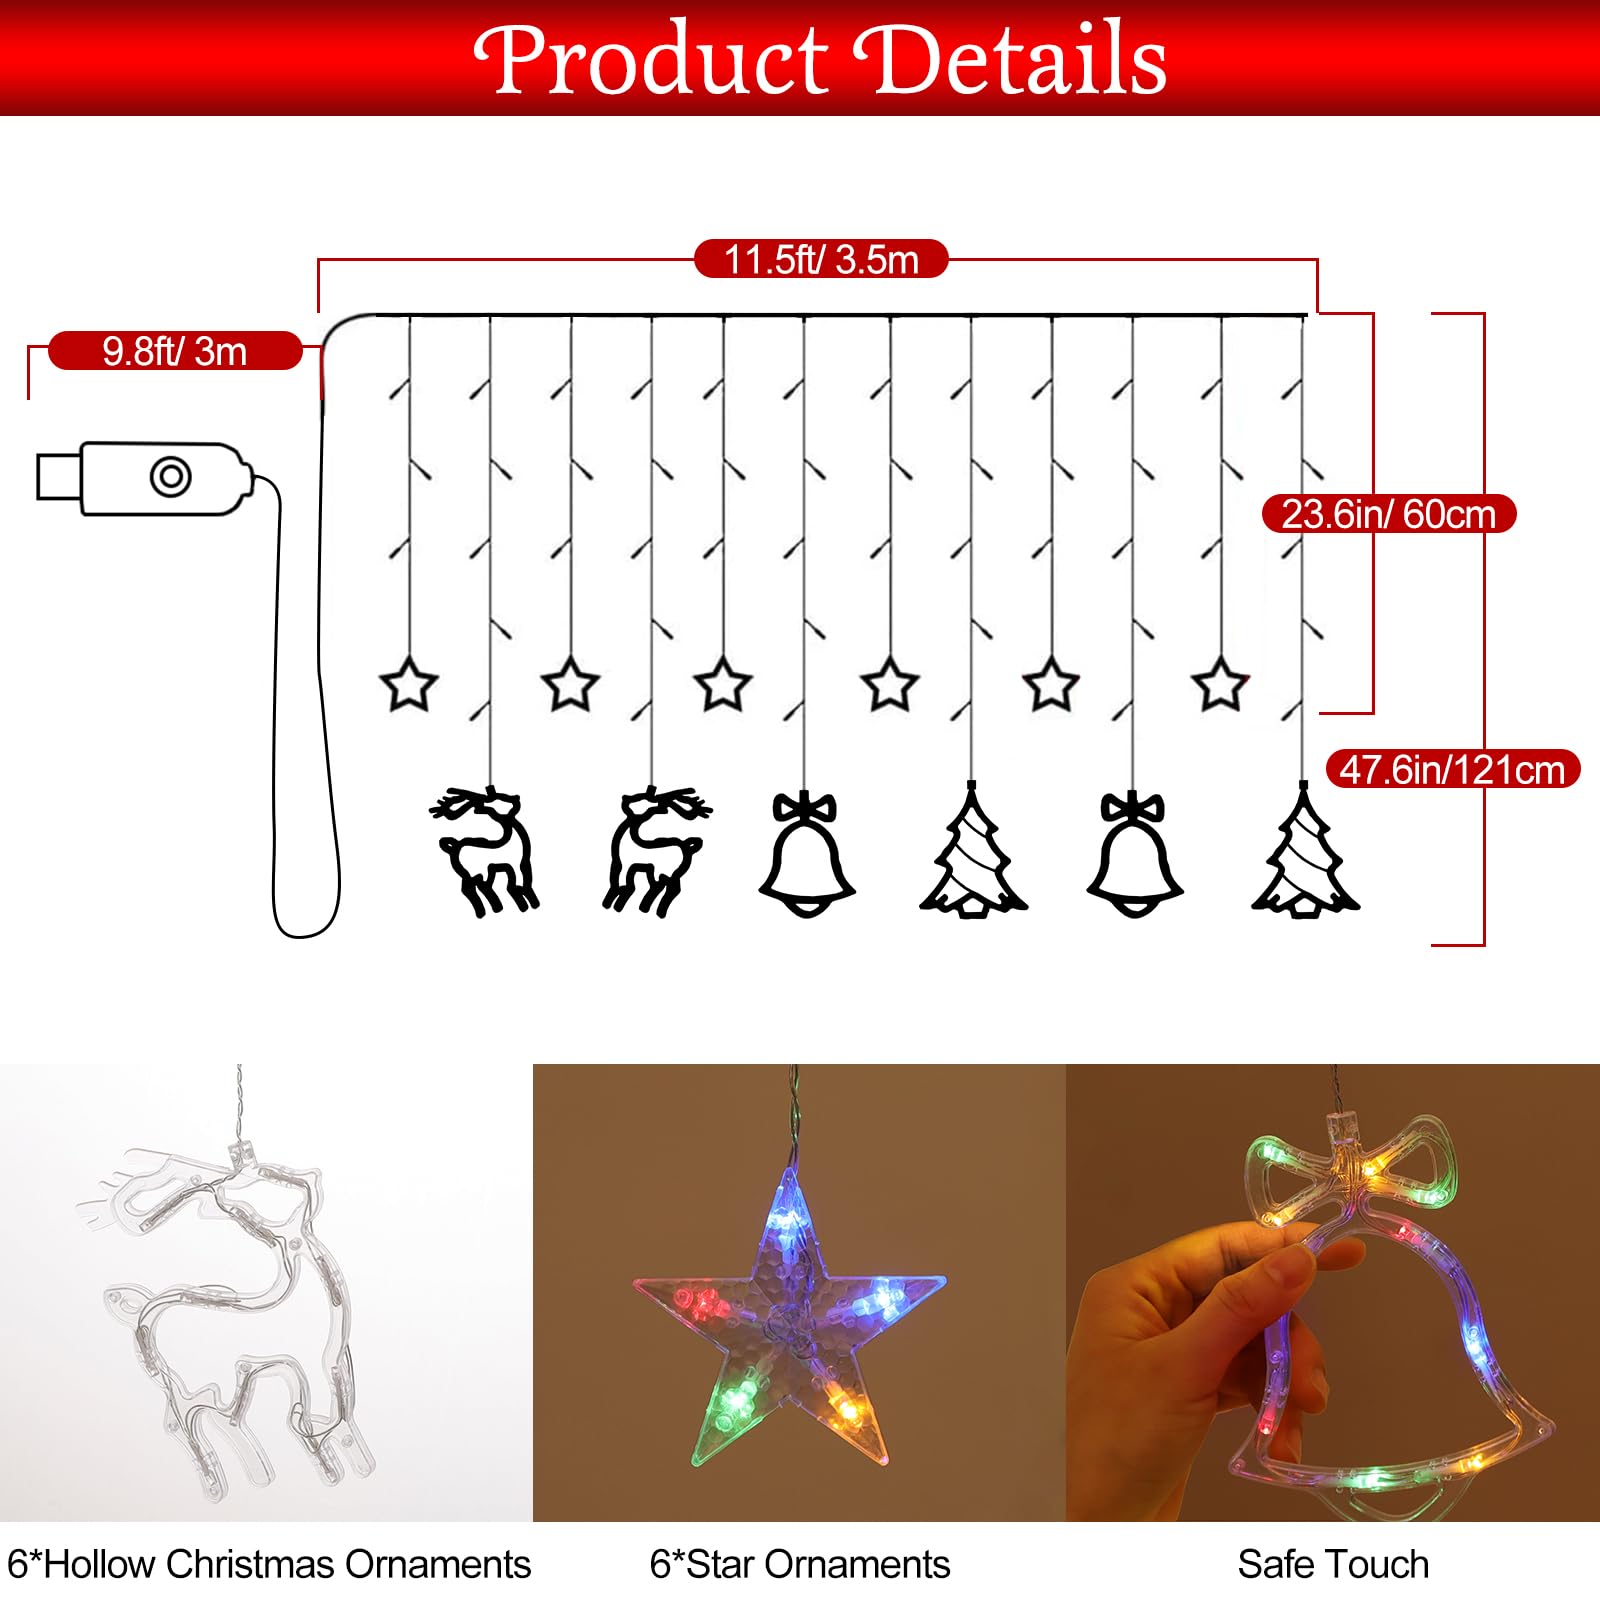 Product Details
11.5ft/ 3.5m
9.8ft/ 3m
23.6in/ 60cm
47.6in/121cm
6*Hollow Christmas Ornaments
6*Star Ornaments
Safe Touch